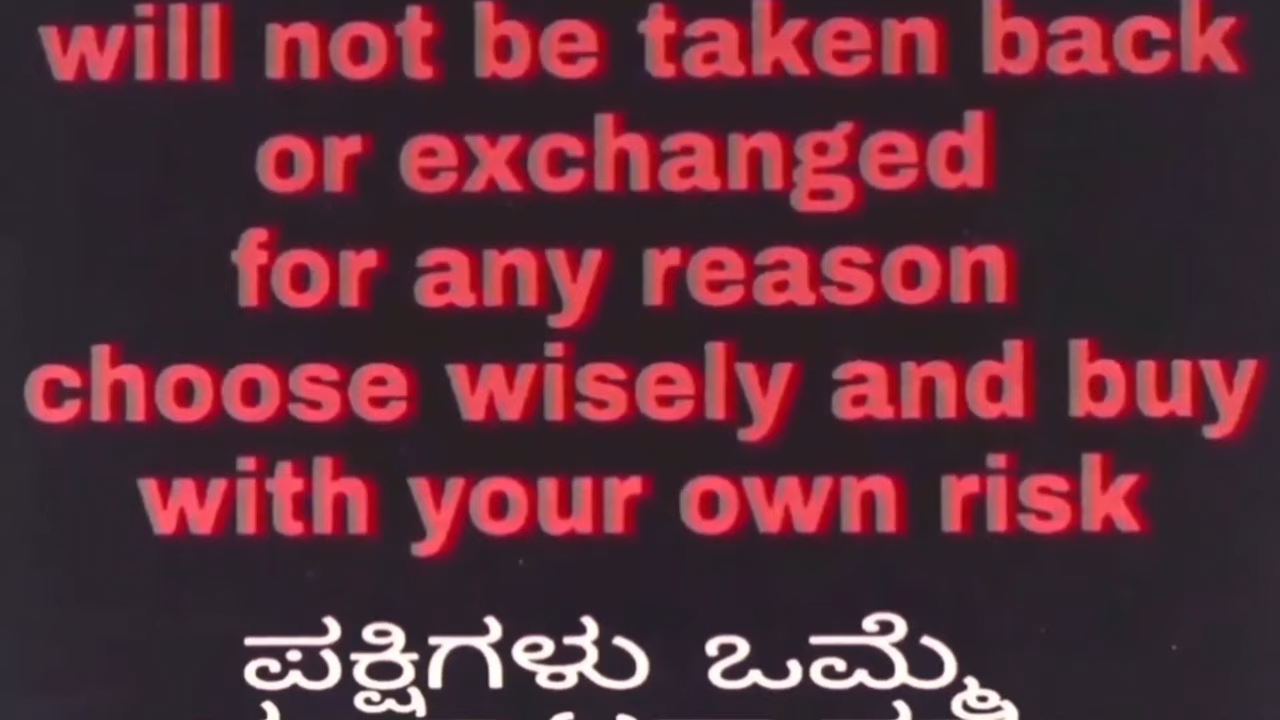 will not be taken back
or exchanged
for any reason
choose wisely and buy
with your own risk
ಪಕ್ಷಿಗಳು ಒಮ್ಮೆ